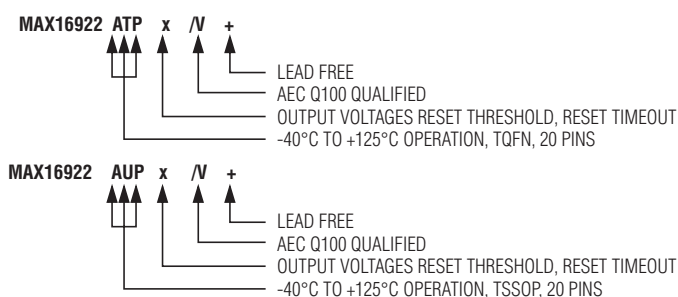 MAX16922 ATP x /V +
LEAD FREE
AEC Q100 QUALIFIED
OUTPUT VOLTAGES RESET THRESHOLD, RESET TIMEOUT
-40°C TO +125°C OPERATION, TQFN, 20 PINS
MAX16922 AUP x /V +
LEAD FREE
AEC Q100 QUALIFIED
OUTPUT VOLTAGES RESET THRESHOLD, RESET TIMEOUT
-40°C TO +125°C OPERATION, TSSOP, 20 PINS